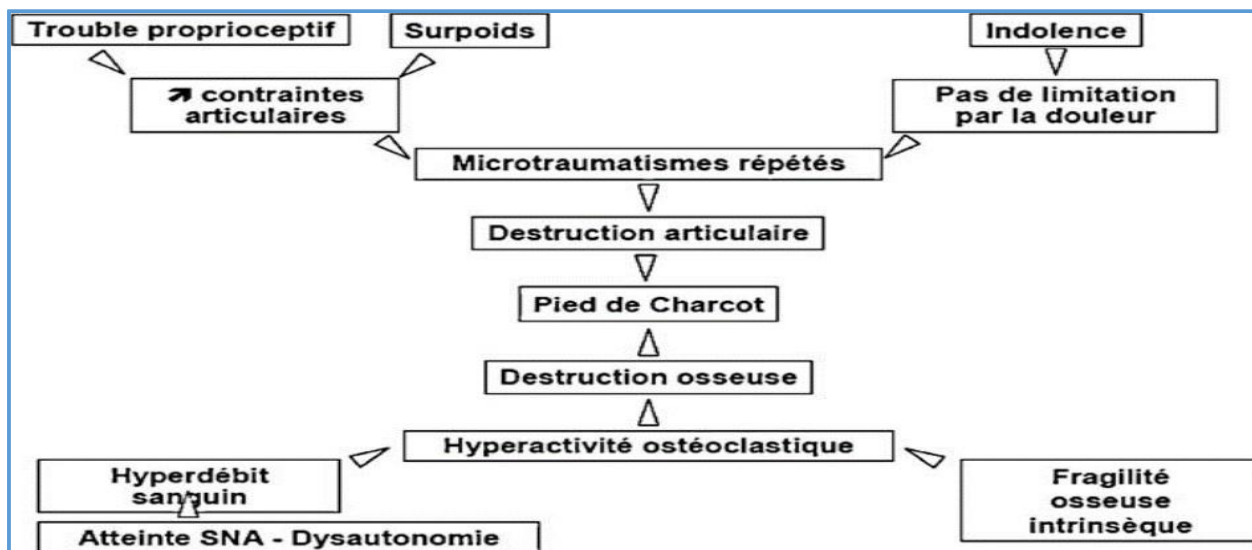 Trouble proprioceptif
Surpoids
Indolence
↗ contraintes
articulaires
Pas de limitation
par la douleur
Microtraumatismes répétés
Destruction articulaire
Pied de Charcot
Destruction osseuse
Hyperactivité ostéoclastique
Hyperdébit
sanguin
Fragilité
osseuse
intrinsèque
Atteinte SNA - Dysautonomie